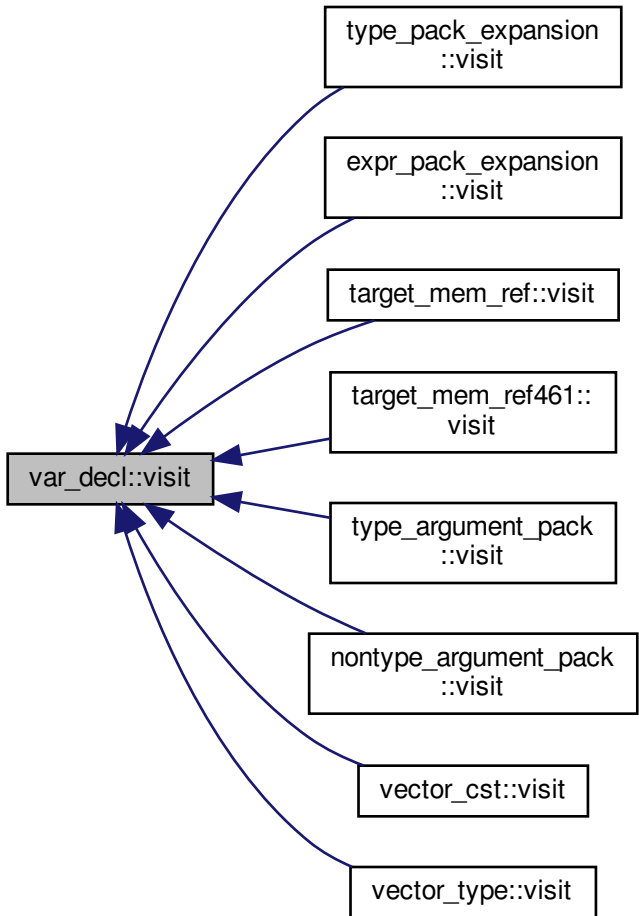 type_pack_expansion
::visit
expr_pack_expansion
::visit
target_mem_ref::visit
target_mem_ref461::
visit
var_decl::visit
type_argument_pack
::visit
nontype_argument_pack
::visit
vector_cst::visit
vector_type::visit